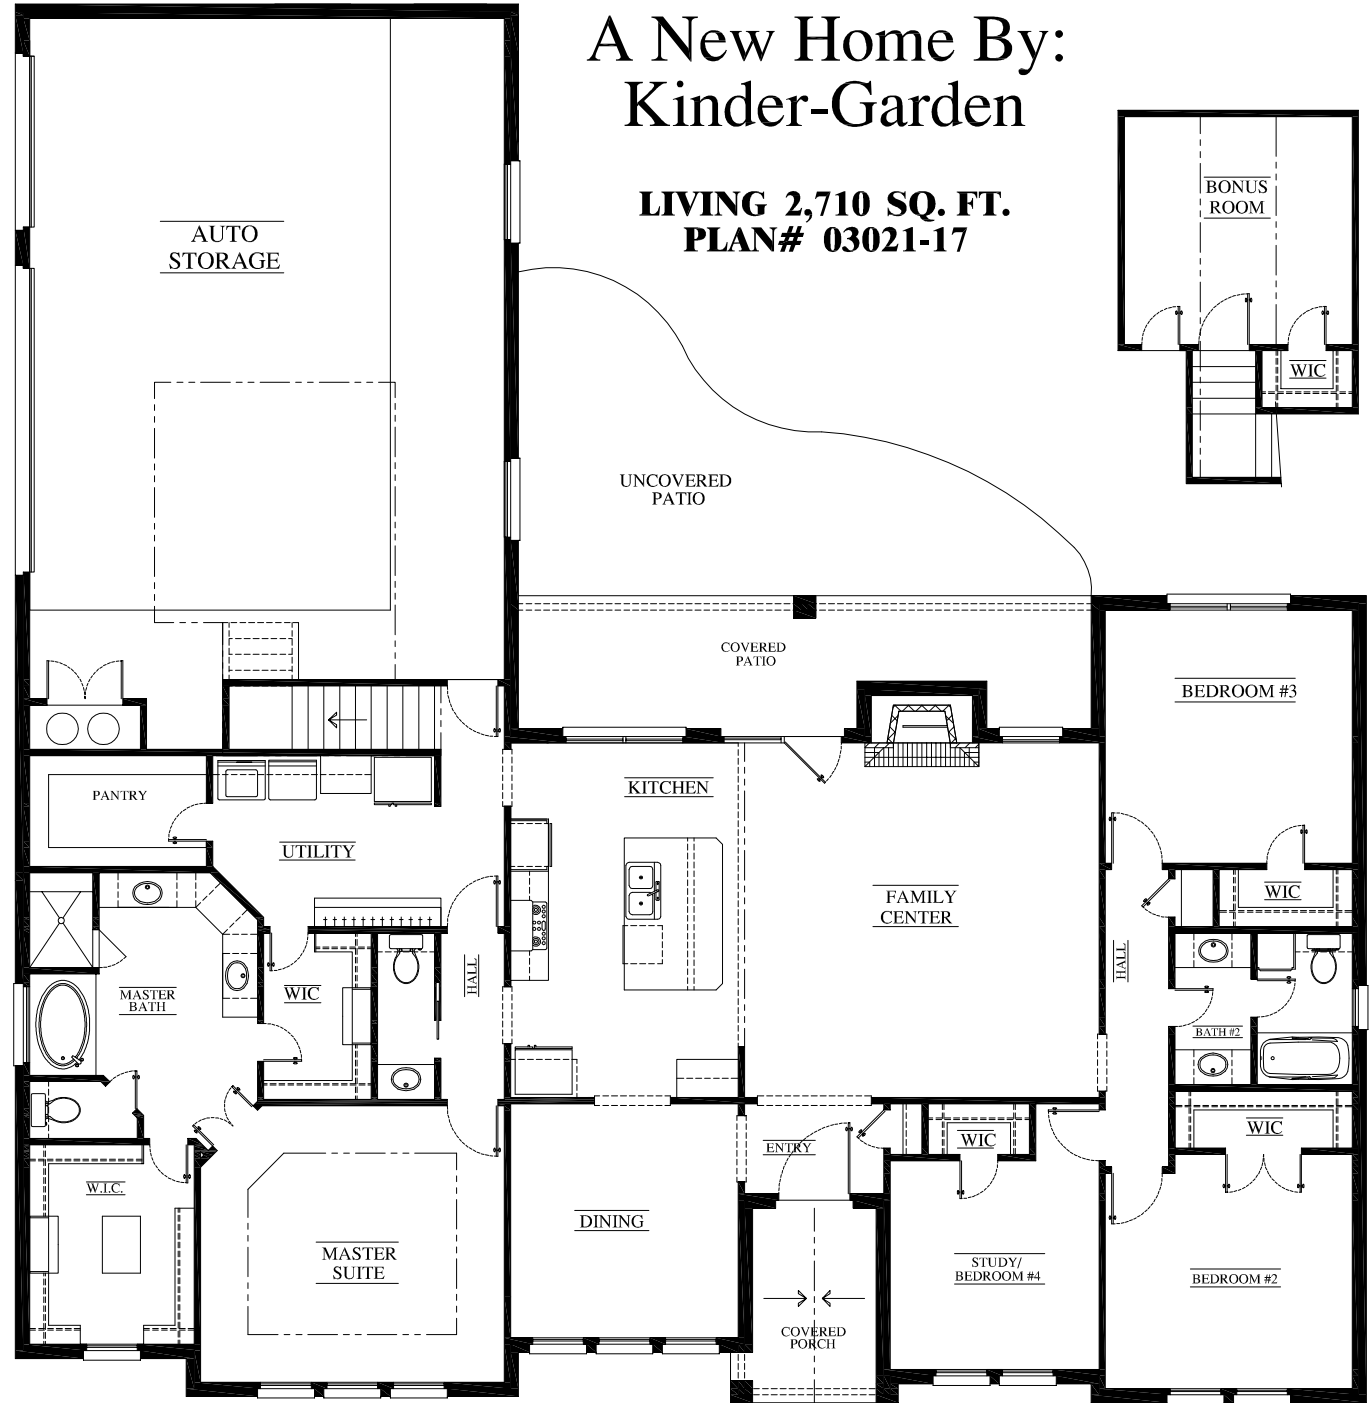 A New Home By:
Kinder-Garden
LIVING 2,710 SQ. FT.
PLAN# 03021-17
BONUS
ROOM
WIC
AUTO
STORAGE
UNCOVERED
PATIO
COVERED
PATIO
BEDROOM #3
PANTRY
KITCHEN
UTILITY
FAMILY
CENTER
WIC
HALL
HALL
MASTER
BATH
WIC
BATH #2
WIC
WIC
ENTRY
W.I.C.
DINING
MASTER
SUITE
STUDY/
BEDROOM #4
BEDROOM #2
COVERED
PORCH